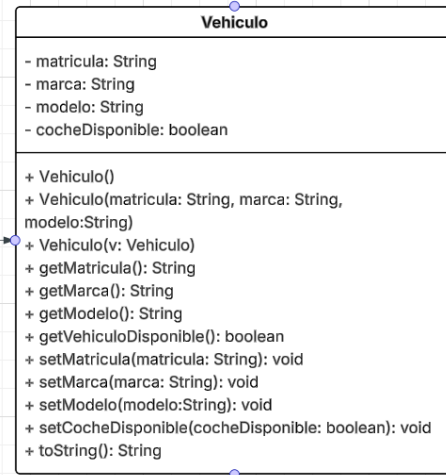 Vehiculo
- matricula: String
- marca: String
- modelo: String
- cocheDisponible: boolean
+ Vehiculo()
+ Vehiculo(matricula: String, marca: String,
modelo:String)
+ Vehiculo(v: Vehiculo)
+ getMatricula(): String
+ getMarca(): String
+ getModelo(): String
+ getVehiculoDisponible(): boolean
+ setMatricula(matricula: String): void
+ setMarca(marca: String): void
+ setModelo(modelo:String): void
+ setCocheDisponible(cocheDisponible: boolean): void
+ toString(): String